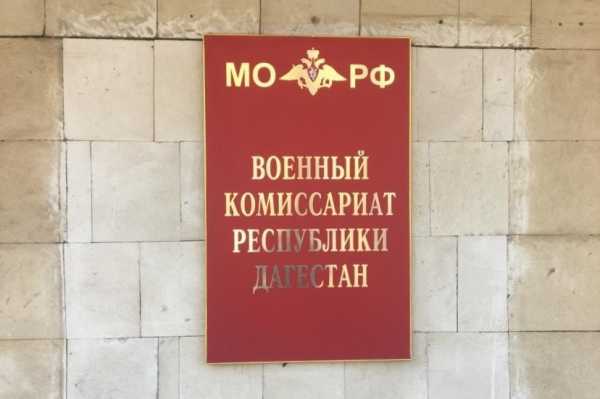 МО РФ
ВОЕННЫЙ
КОМИССАРИАТ
РЕСПУБЛИКИ
ДАГЕСТАН